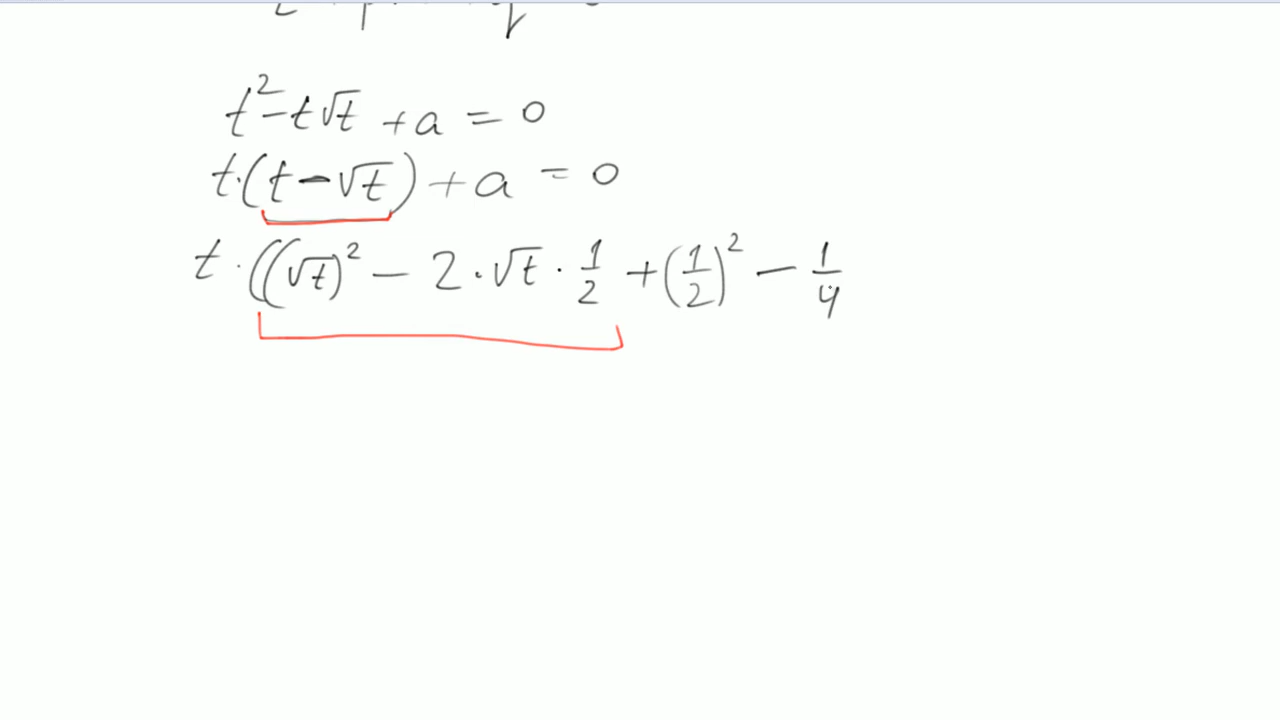 t² - t√t + a = 0
t·(t - √t) + a = 0
t · ((√t)² - 2 · √t · 1/2 + (1/2)² - 1/4